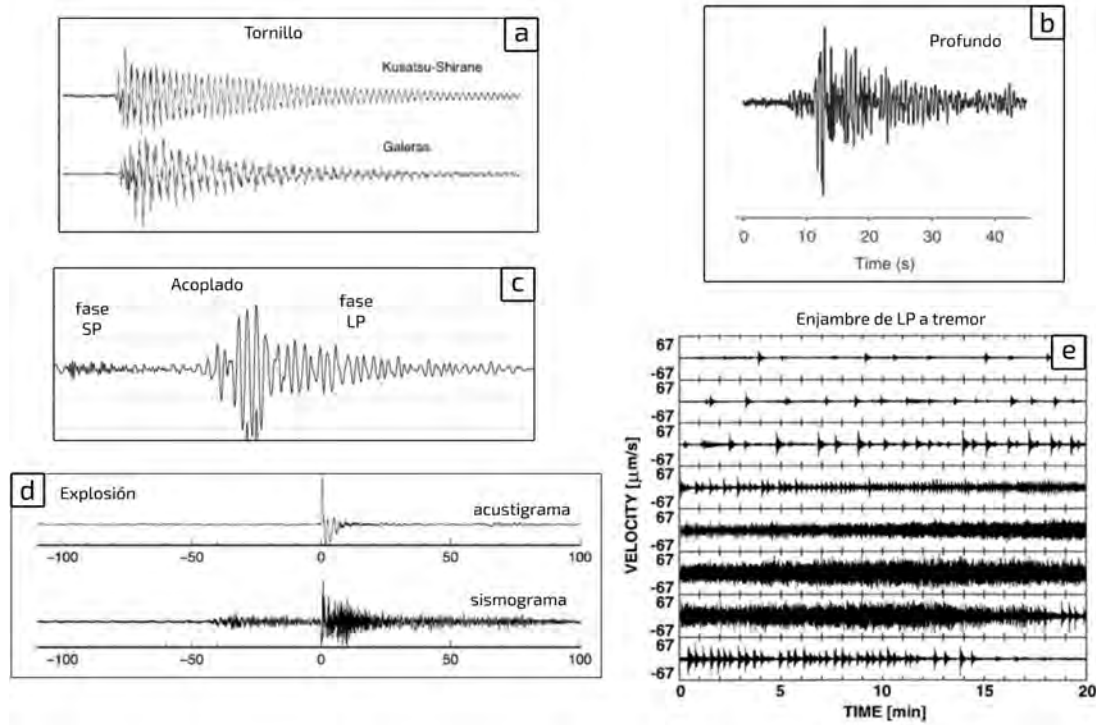 a
Tornillo
Kusatsu-Shirane
Galeras
b
Profundo
0 10 20 30 40
Time (s)
c
Acoplado
fase
SP
fase
LP
d
Explosión
acustigrama
−100 −50 0 50 100
sismograma
−100 −50 0 50 100
Enjambre de LP a tremor
e
67
-67
67
-67
67
-67
67
-67
67
-67
67
-67
67
-67
67
-67
VELOCITY [μm/s]
0 5 10 15 20
TIME [min]